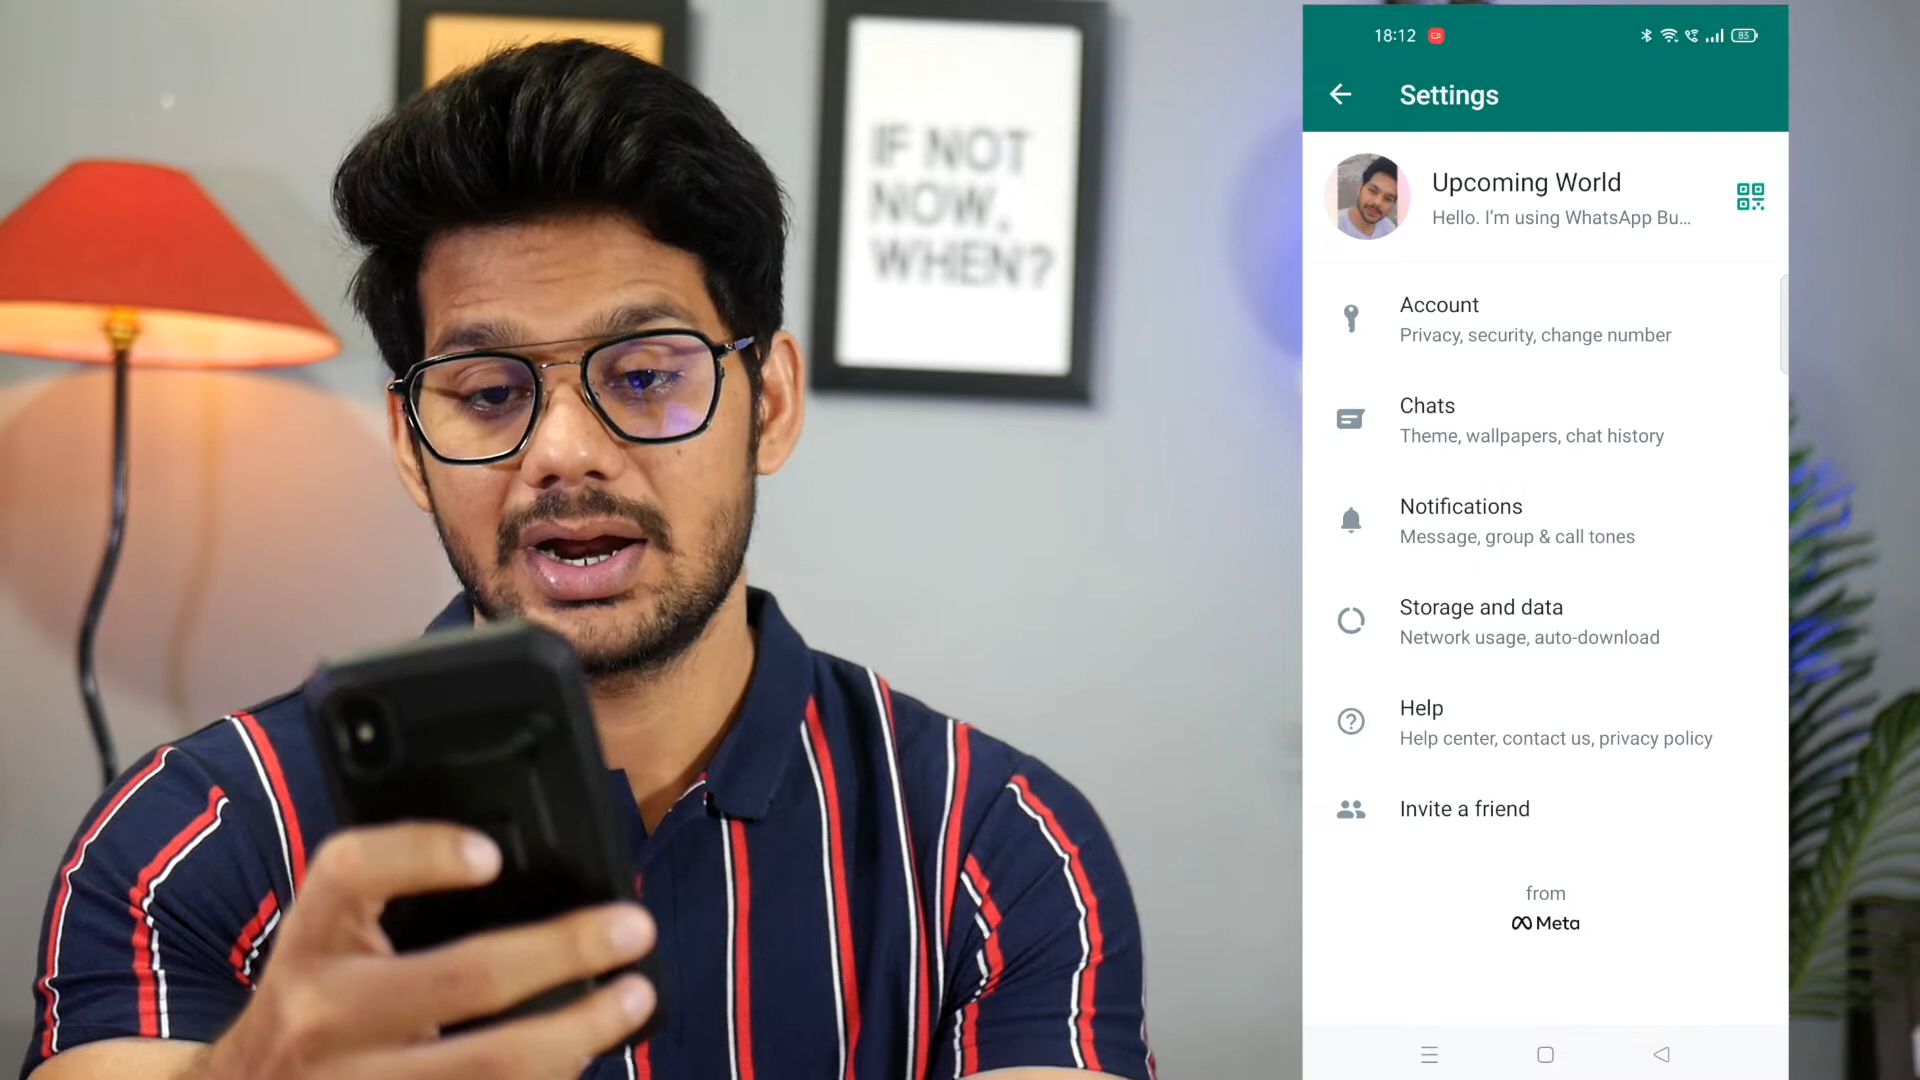 IF NOT
NOW,
WHEN?
18:12
83
Settings
Upcoming World
Hello. I'm using WhatsApp Bu...
Account
Privacy, security, change number
Chats
Theme, wallpapers, chat history
Notifications
Message, group & call tones
Storage and data
Network usage, auto-download
Help
Help center, contact us, privacy policy
Invite a friend
from
Meta